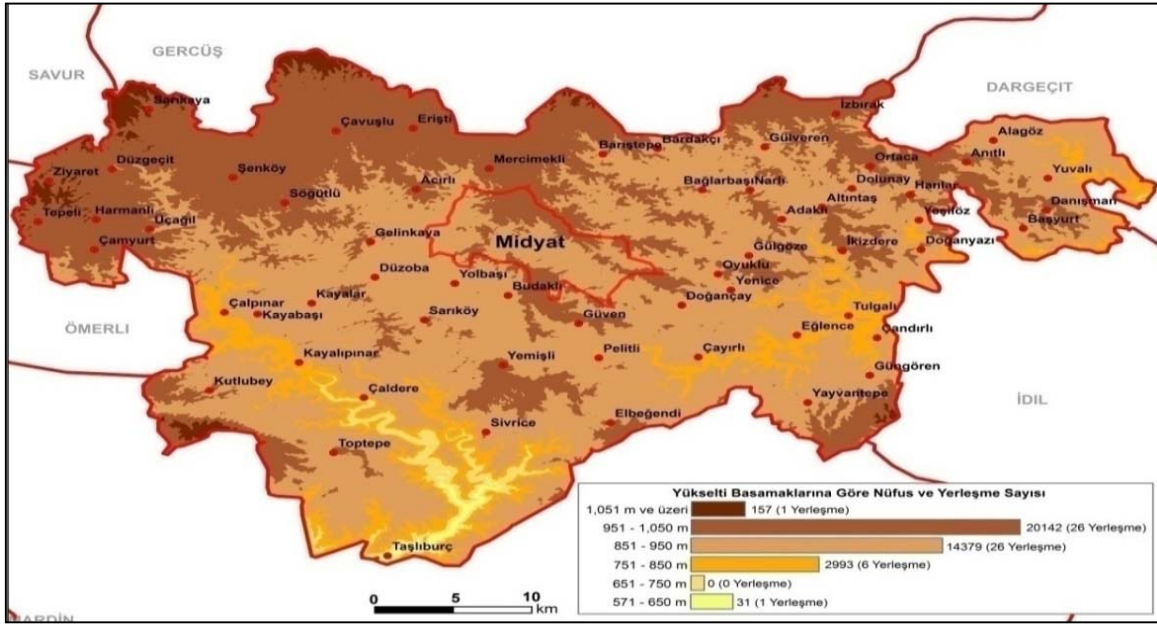 GERCÜŞ
SAVUR
DARGEÇIT
Sarıkaya
İzbırak
Çavuşlu
Erişti
Alagöz
Gülveren
Bardakçı
Barıştepe
Anıtlı
Düzgeçit
Ortaca
Mercimekli
Ziyaret
Şenköy
Yuvalı
Dolunay
Acırlı
Bağlarbaşı
Narlı
Hanlar
Söğütlü
Altıntaş
Danışman
Tepeli
Harmanli
Adaklı
Yeşilöz
Başyurt
Üçağıl
Çamyurt
Gelinkaya
Midyat
Gülgöze
İkizdere
Doğanyazı
Oyuklu
Düzoba
Yolbaşı
Yenice
Budaklı
Kayalar
Doğançay
Çalpınar
Kayabaşı
Sarıköy
Güven
Tulgalı
ÖMERLI
Eğlence
Çandırlı
Kayalıpınar
Yemişli
Pelitli
Çayırlı
Güngören
Kutlubey
Çaldere
Yayvantepe
İDIL
Sivrice
Elbeğendi
Toptepe
Taşlıburç
0 5 10
km
MARDİN
Yükselti Basamaklarına Göre Nüfus ve Yerleşme Sayısı
1,051 m ve üzeri 157 (1 Yerleşme)
951 - 1,050 m 20142 (26 Yerleşme)
851 - 950 m 14379 (26 Yerleşme)
751 - 850 m 2993 (6 Yerleşme)
651 - 750 m 0 (0 Yerleşme)
571 - 650 m 31 (1 Yerleşme)